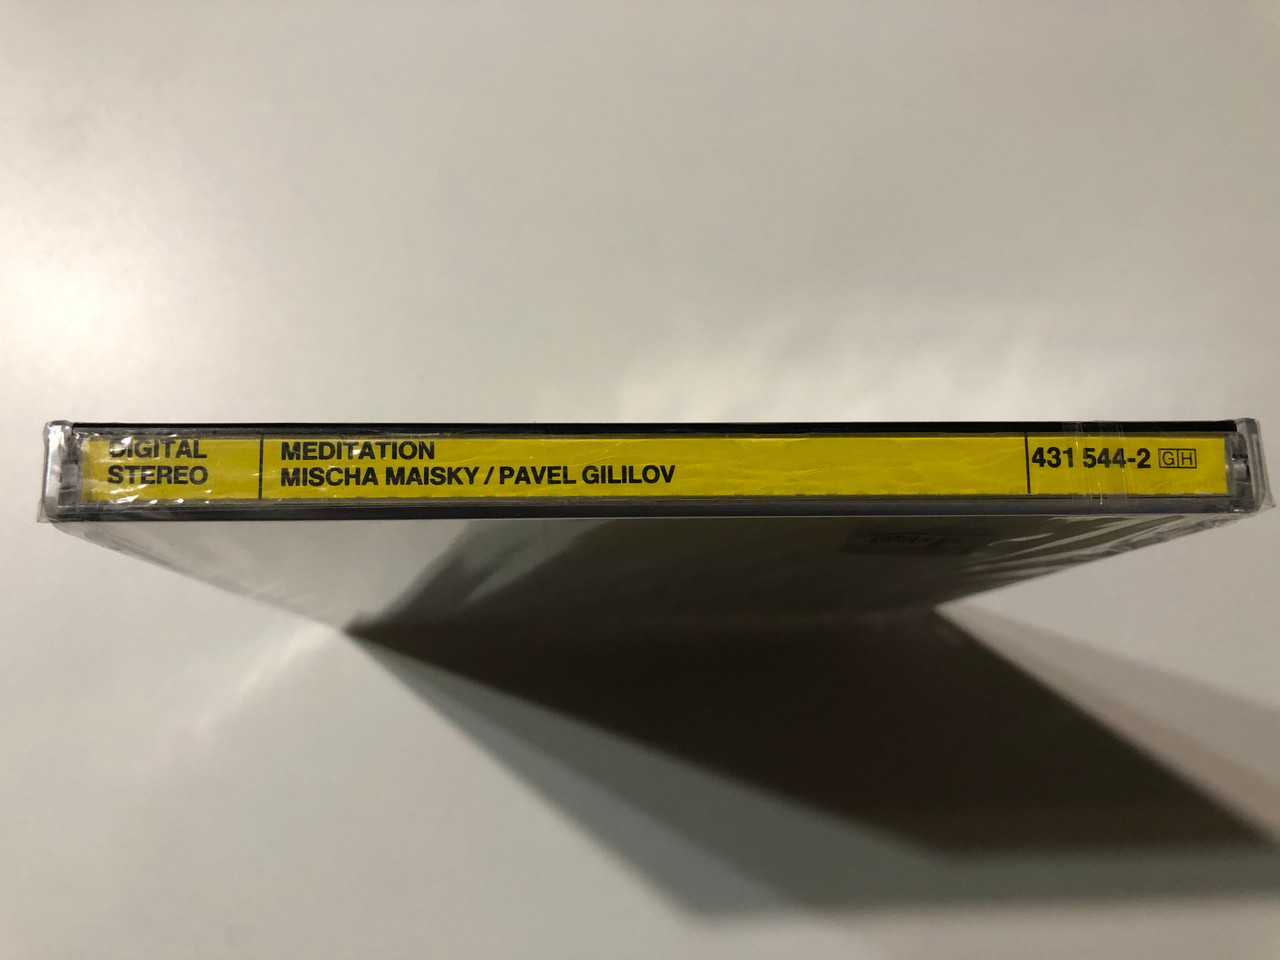 DIGITAL
STEREO
MEDITATION
MISCHA MAISKY / PAVEL GILILOV
431 544-2 GH